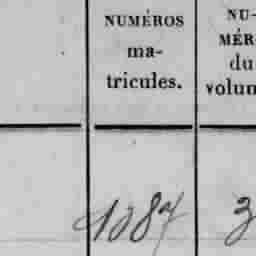 NUMÉROS
ma-
tricules.
NU-
MÉR
du
volum
1087
3